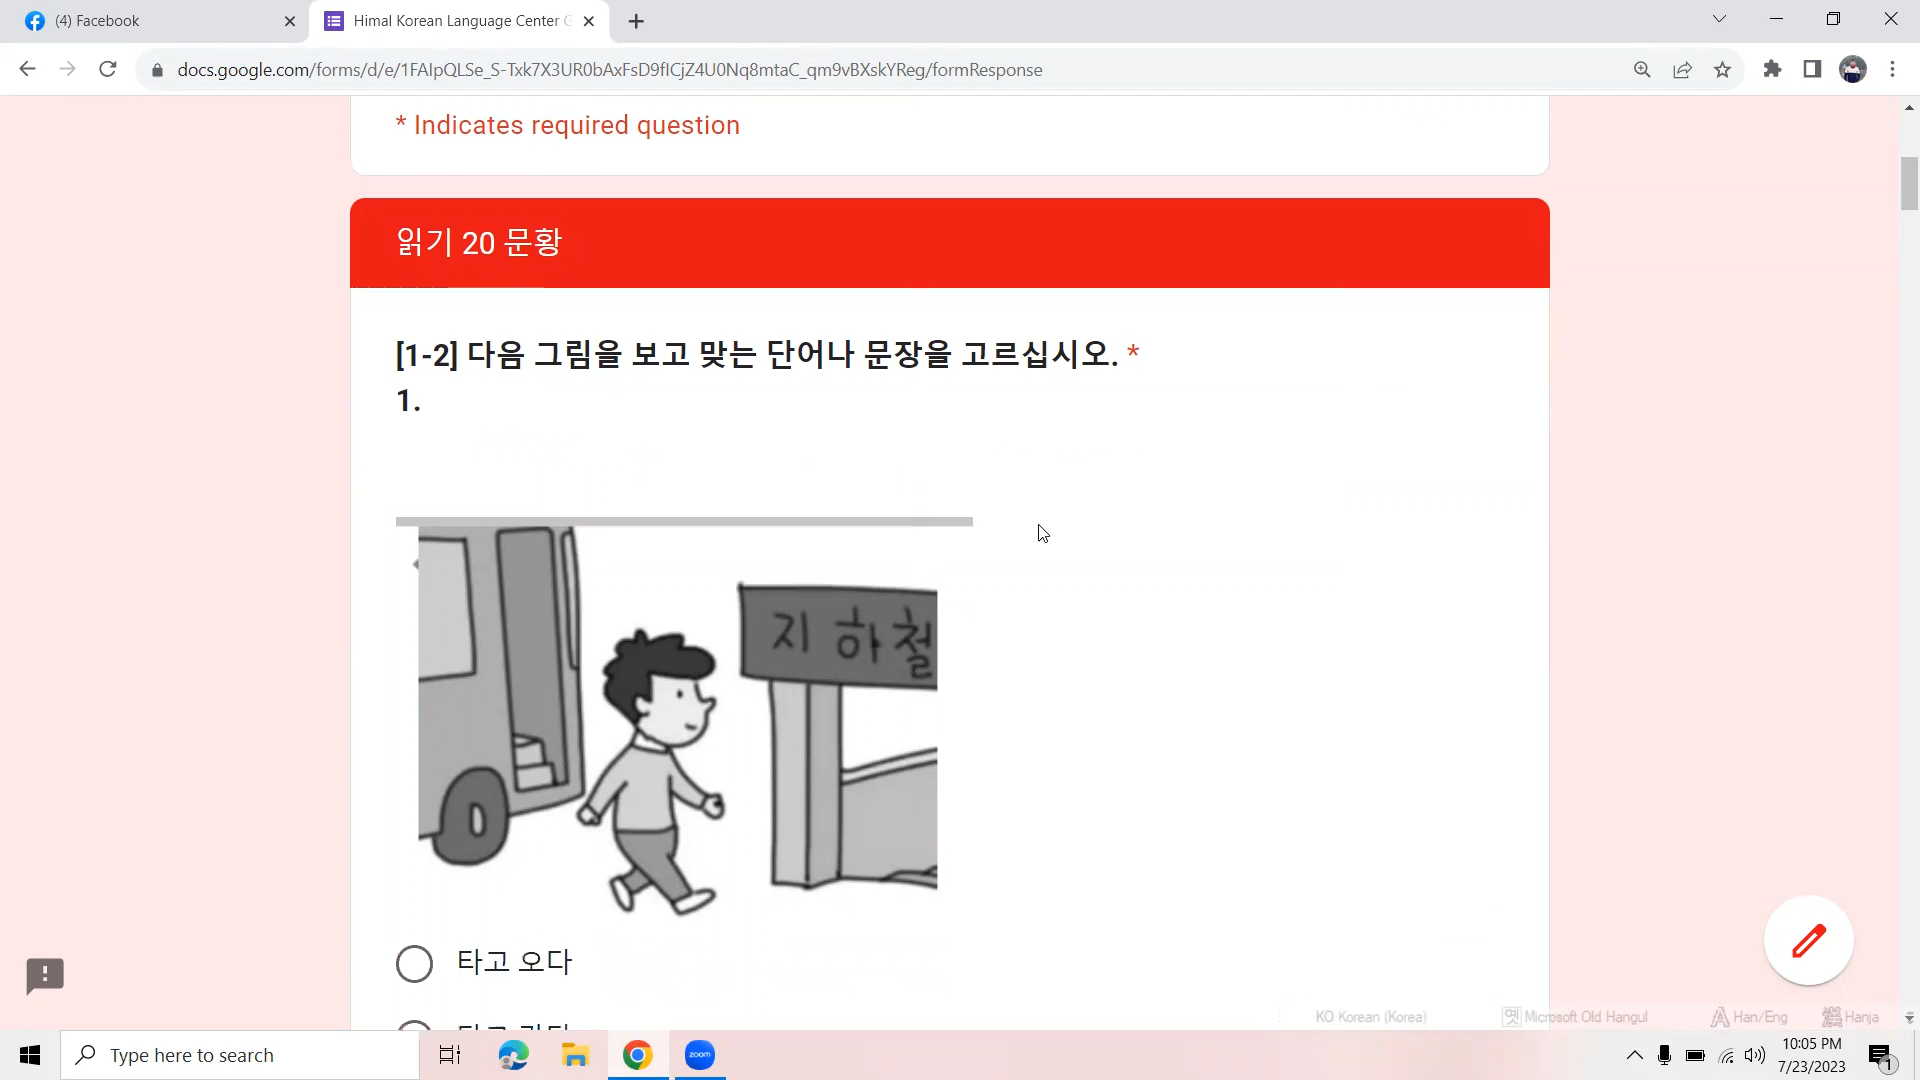 (4) Facebook
Himal Korean Language Center
docs.google.com/forms/d/e/1FAIpQLSe_S-Txk7X3UR0bAxFsD9fICjZ4U0Nq8mtaC_qm9vBXskYReg/formResponse
* Indicates required question
읽기 20 문황
[1-2] 다음 그림을 보고 맞는 단어나 문장을 고르십시오. *
1.
지하철
타고 오다
KO Korean (Korea)
Microsoft Old Hangul
Han/Eng
Hanja
Type here to search
zoom
10:05 PM
7/23/2023
1